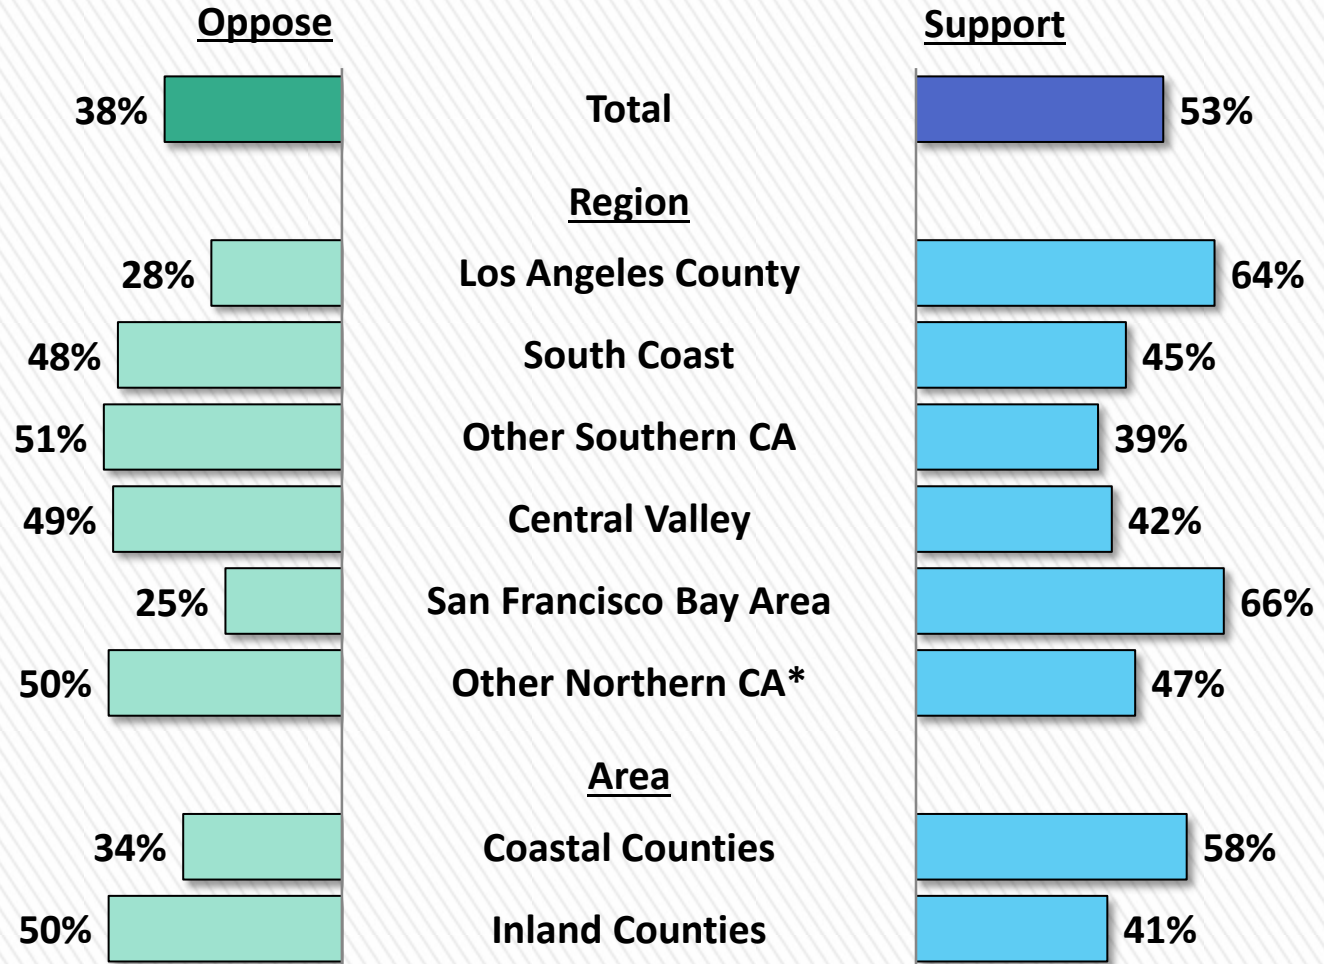 Oppose Support
38% Total 53%
Region
28% Los Angeles County 64%
48% South Coast 45%
51% Other Southern CA 39%
49% Central Valley 42%
25% San Francisco Bay Area 66%
50% Other Northern CA* 47%
Area
34% Coastal Counties 58%
50% Inland Counties 41%